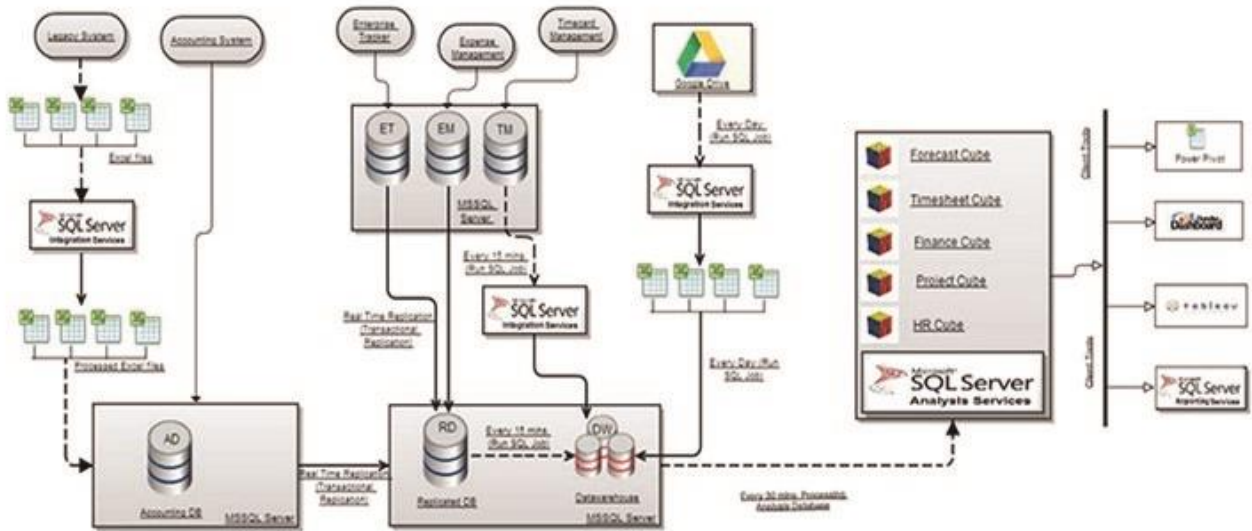 Legacy System
Accounting System
Enterprise
Tracker
Expense
Management
Timecard
Management
Google Drive
Excel files
ET
EM
TM
MSSQL
Server
Every Day
(Run SQL Job)
SQL Server
Integration Services
SQL Server
Integration Services
Every 15 mins
(Run SQL Job)
SQL Server
Integration Services
Real Time Replication
(Transactional
Replication)
Processed Excel files
Every Day (Run
SQL Job)
AD
Accounting DB
MSSQL Server
Real Time Replication
(Transactional
Replication)
RD
Replicated DB
Every 15 mins
(Run SQL Job)
DW
Datawerehouse
MSSQL Server
Every 30 mins Processing
Analysis Database
Forecast Cube
Timesheet Cube
Finance Cube
Project Cube
HR Cube
Microsoft
SQL Server
Analysis Services
Client Tools
Client Tools
Power Pivot
Dashboard
tableau
SQL Server
Reporting Services